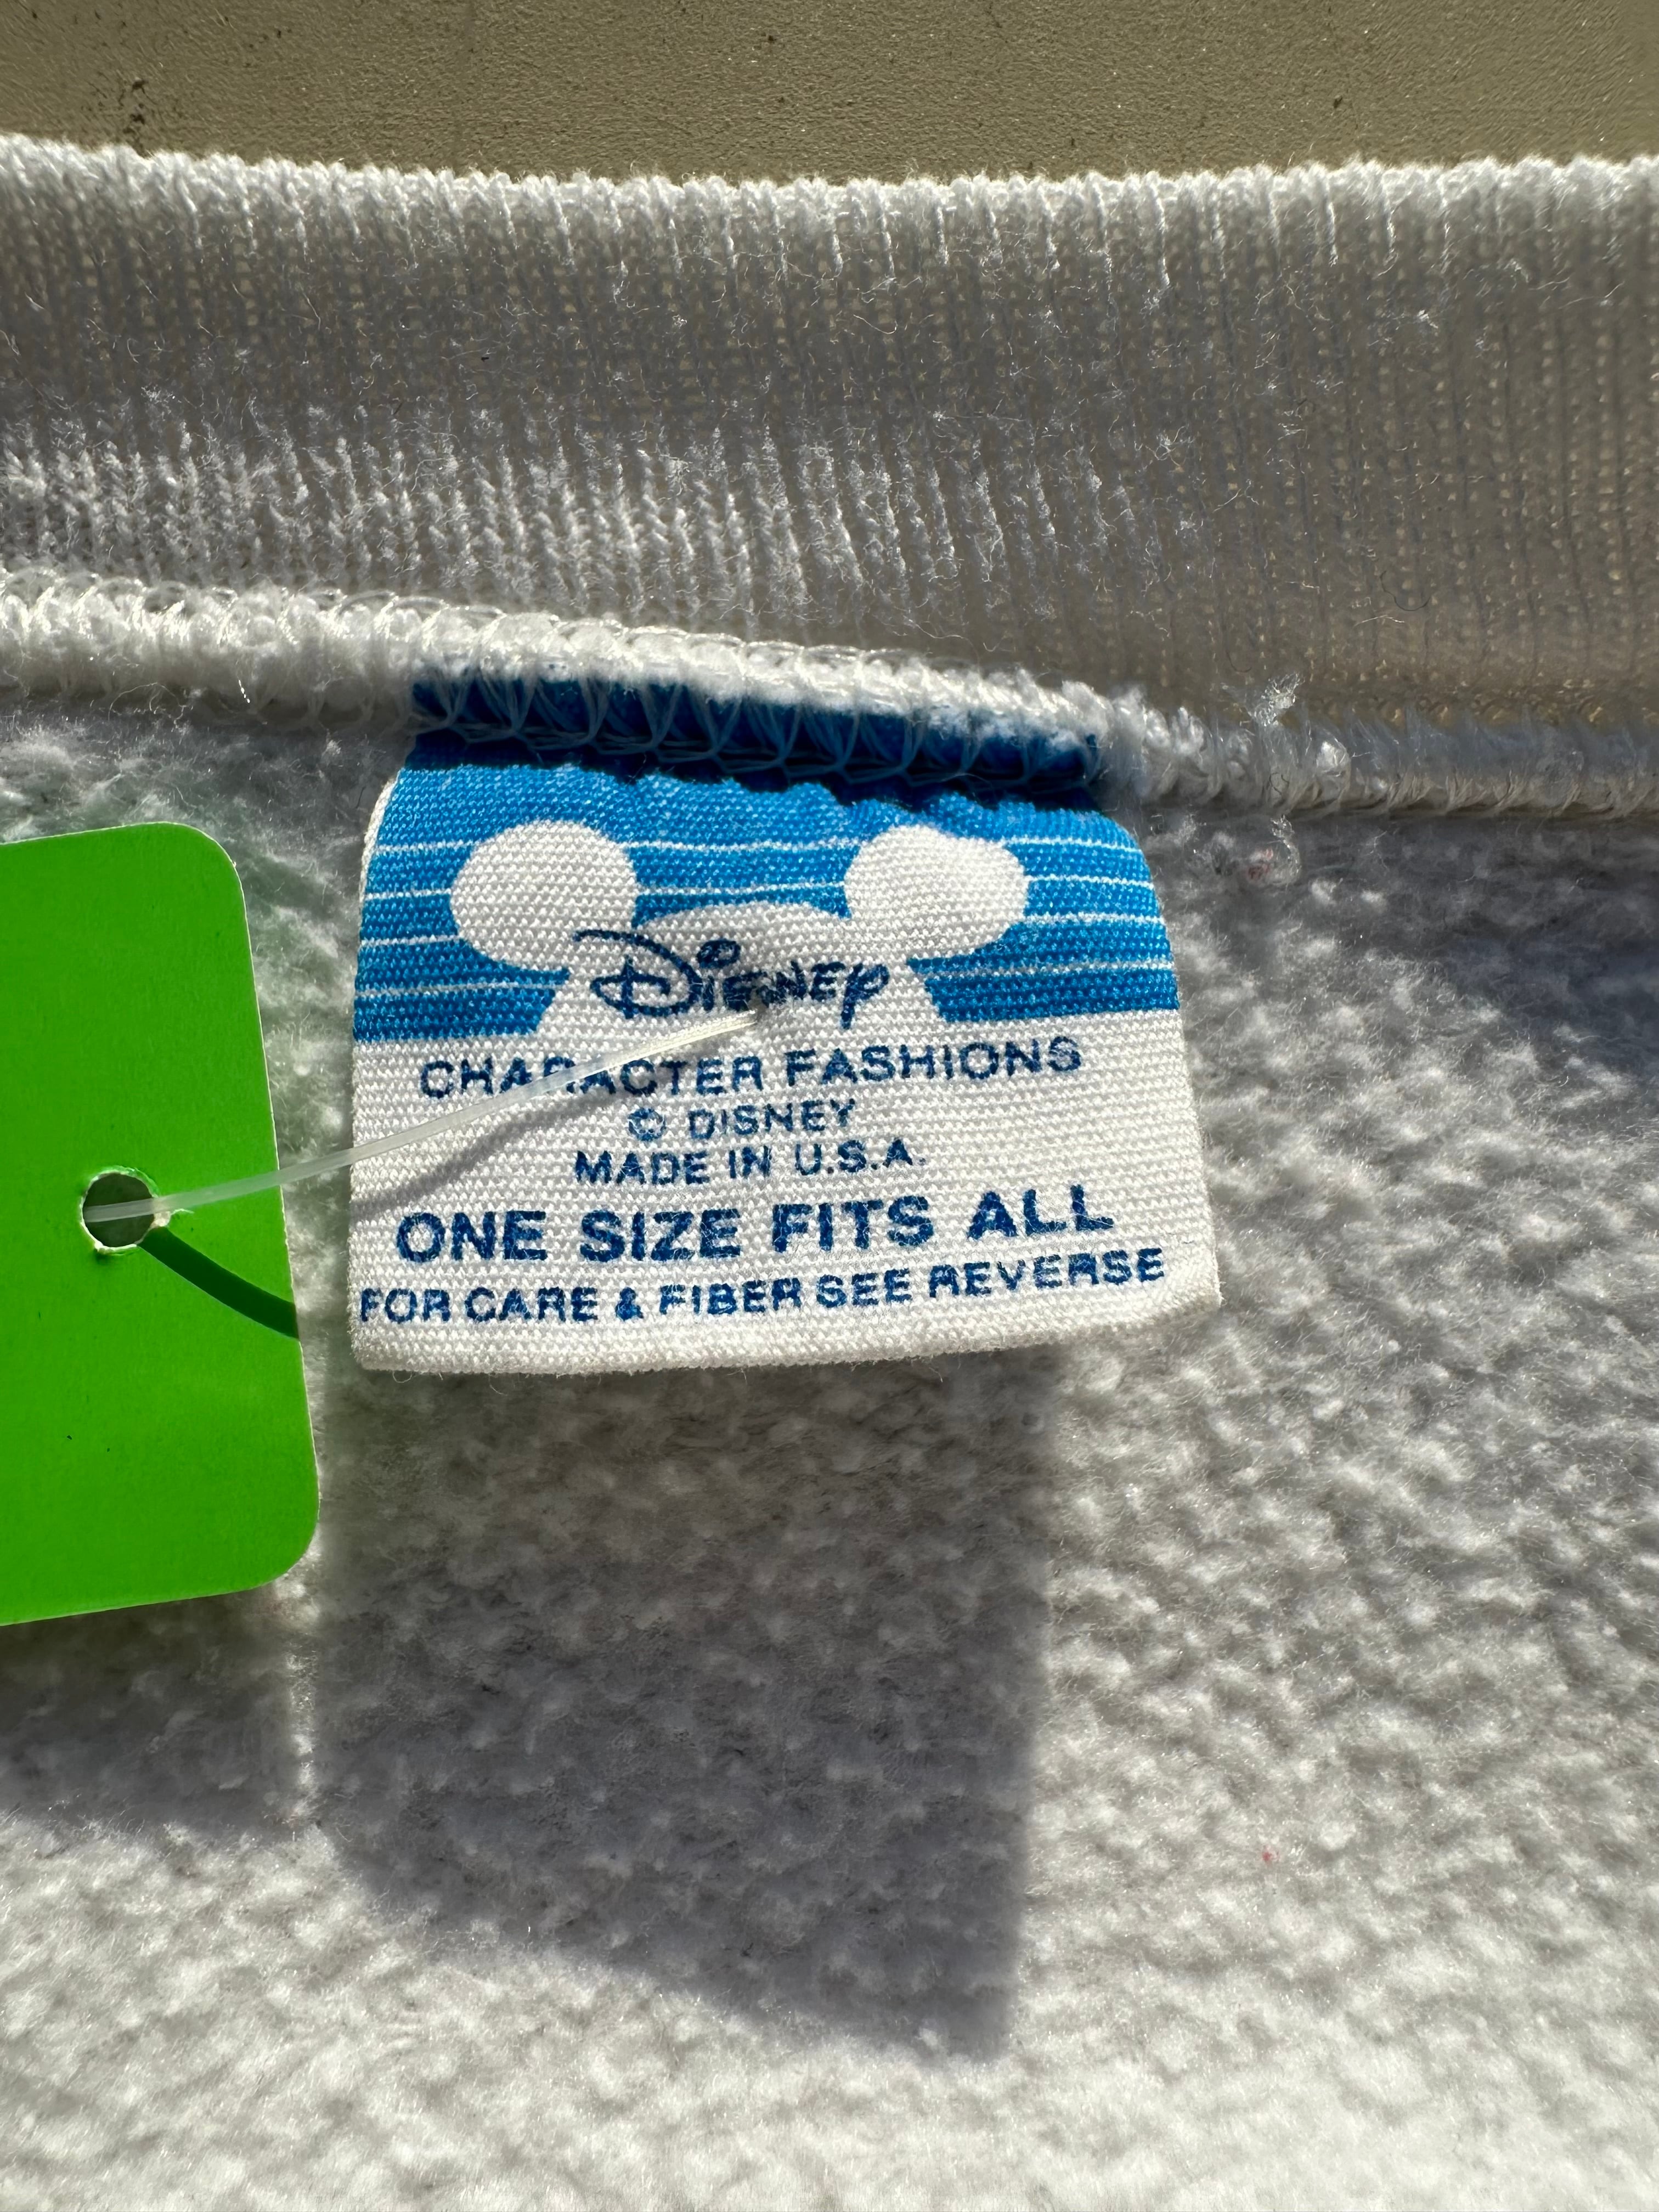 Disney
CHARACTER FASHIONS
© DISNEY
MADE IN U.S.A.
ONE SIZE FITS ALL
FOR CARE & FIBER SEE REVERSE